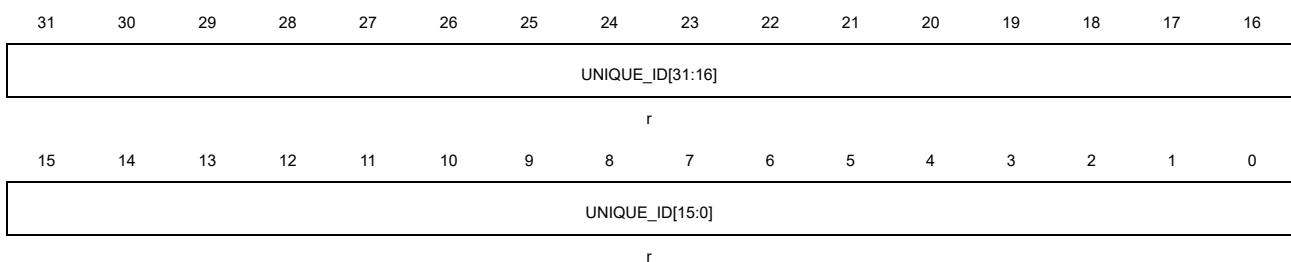 31 30 29 28 27 26 25 24 23 22 21 20 19 18 17 16
UNIQUE_ID[31:16]
r
15 14 13 12 11 10 9 8 7 6 5 4 3 2 1 0
UNIQUE_ID[15:0]
r